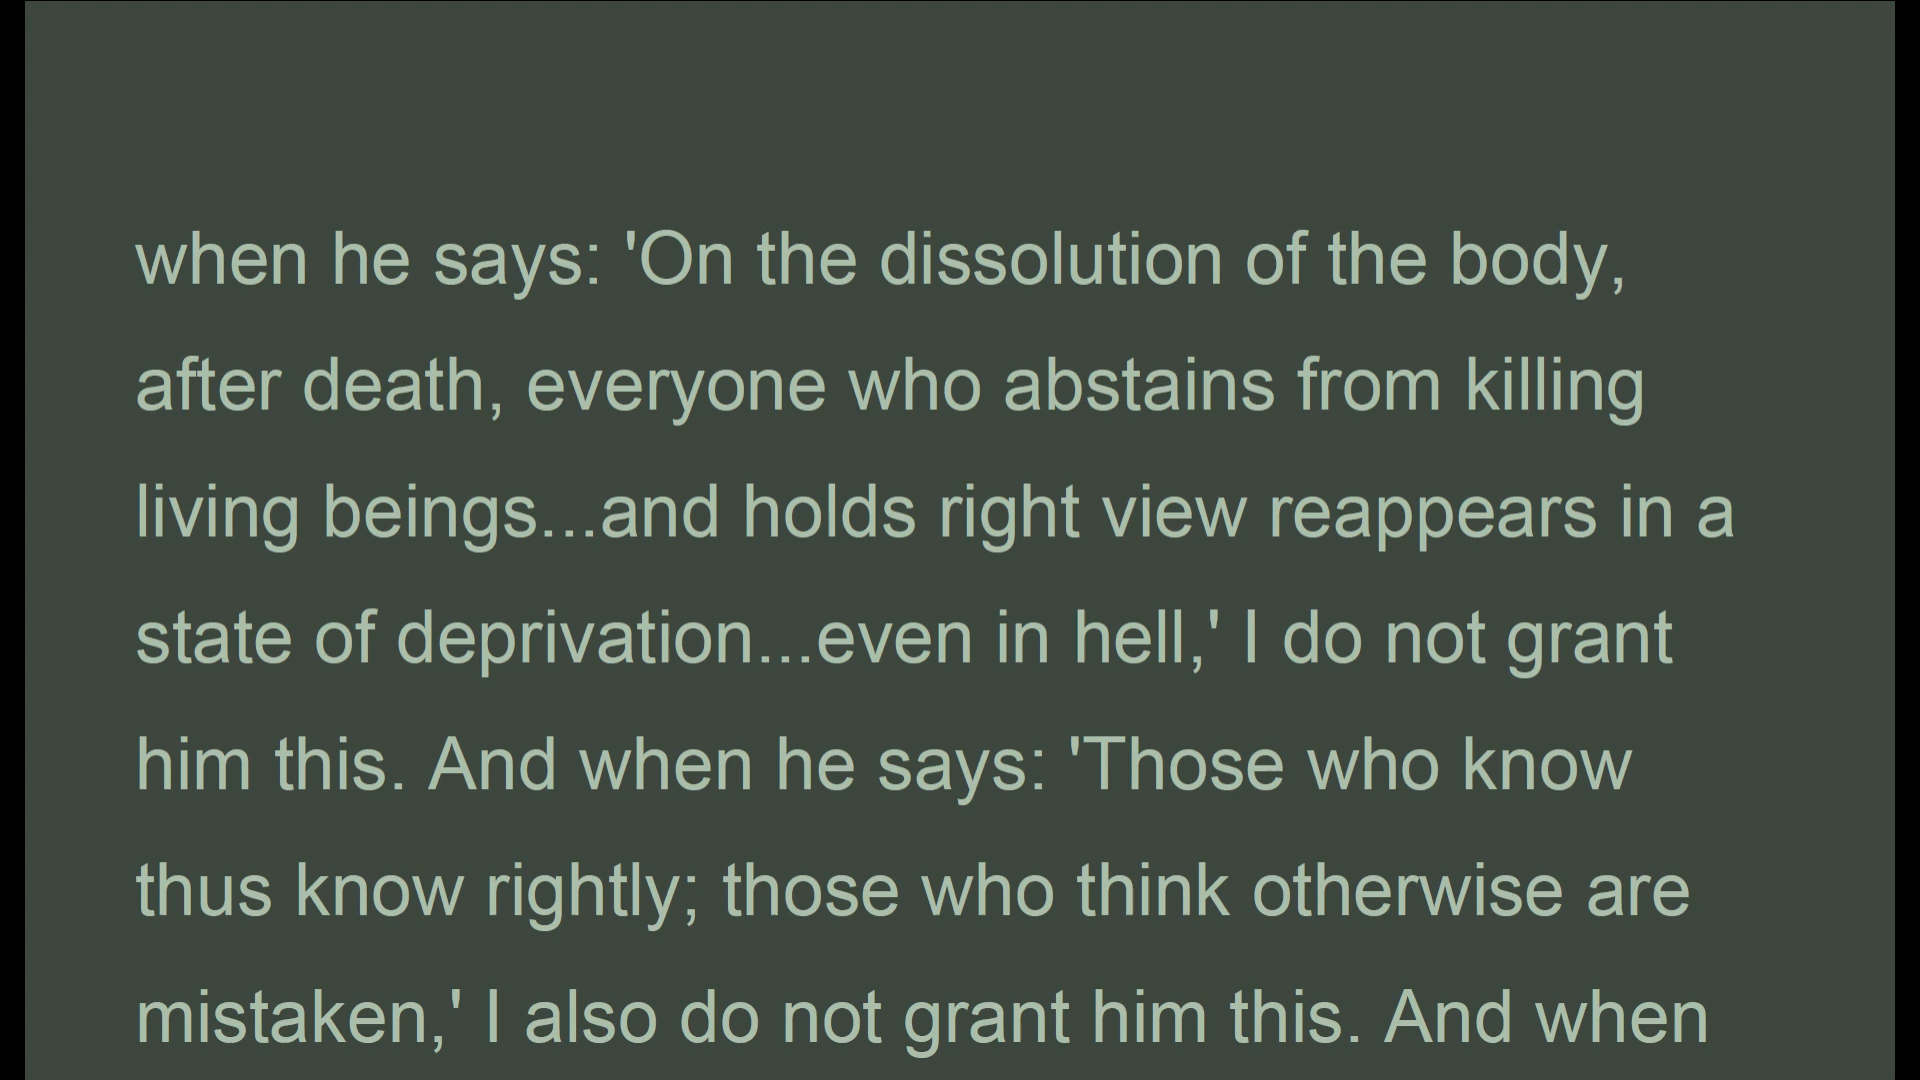 when he says: 'On the dissolution of the body,
after death, everyone who abstains from killing
living beings...and holds right view reappears in a
state of deprivation...even in hell,' I do not grant
him this. And when he says: 'Those who know
thus know rightly; those who think otherwise are
mistaken,' I also do not grant him this. And when